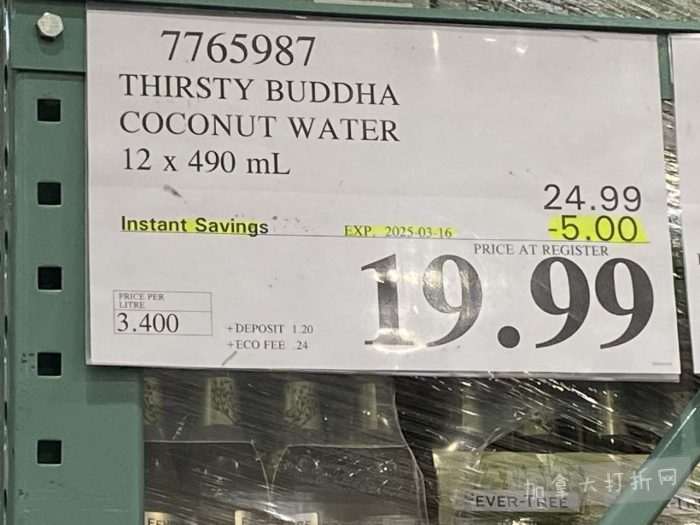 7765987
THIRSTY BUDDHA
COCONUT WATER
12 x 490 mL
24.99
Instant Savings EXP. 2025-03-16 -5.00
PRICE AT REGISTER
19.99
PRICE PER
LITRE
3.400
+DEPOSIT 1.20
+ECO FEE .24
EVER-TREE
加拿大打折网